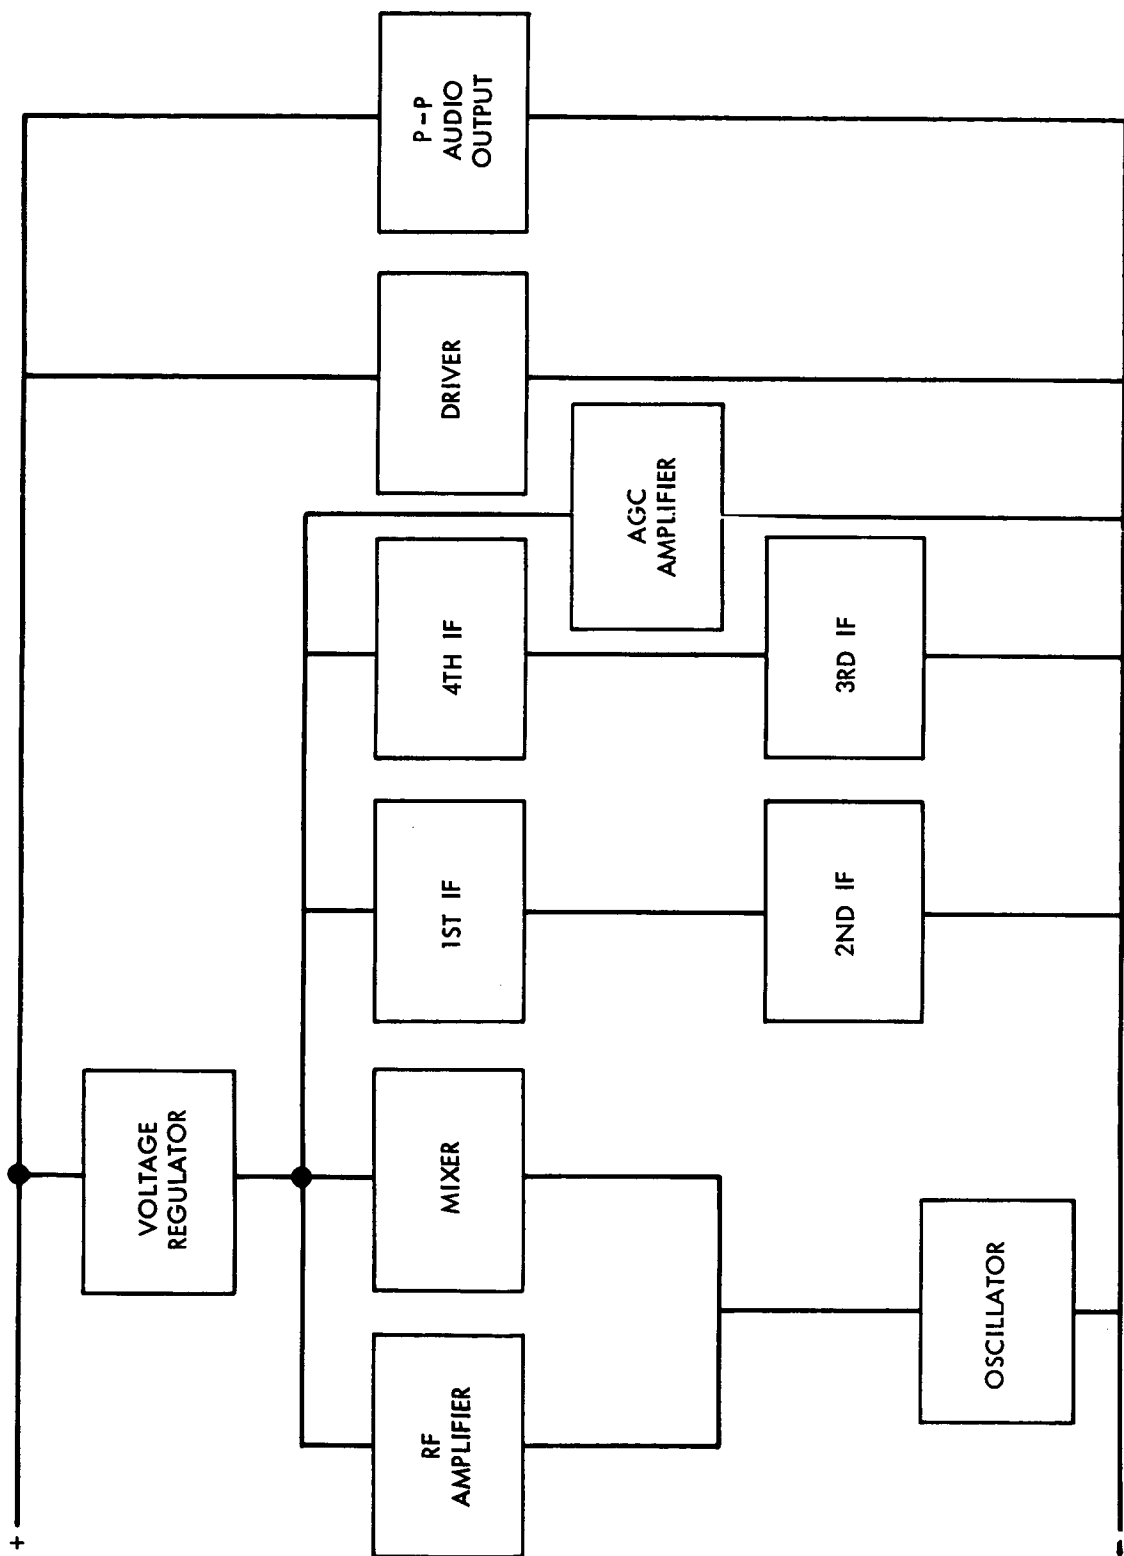 +
VOLTAGE
REGULATOR
RF
AMPLIFIER
MIXER
1ST IF
4TH IF
DRIVER
P-P
AUDIO
OUTPUT
AGC
AMPLIFIER
2ND IF
3RD IF
OSCILLATOR
-